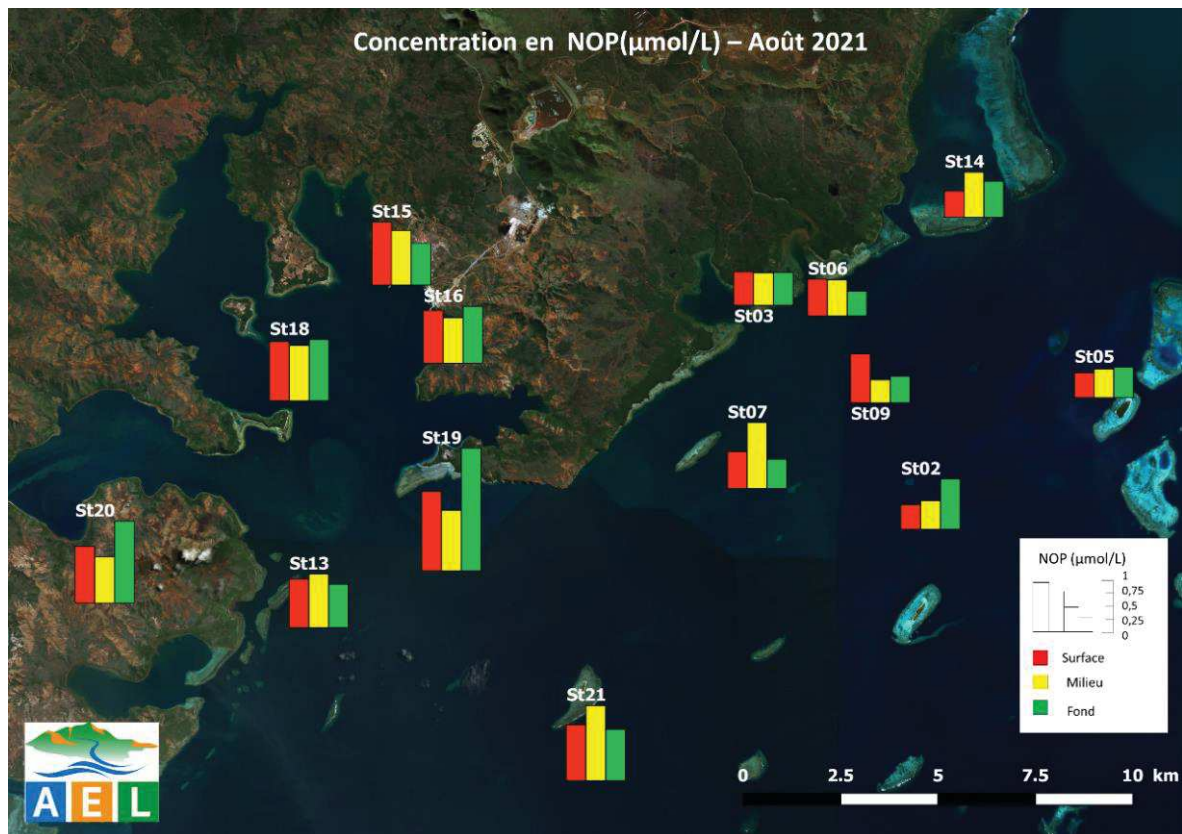 Concentration en NOP(µmol/L) – Août 2021
St14
St15
St06
St03
St16
St18
St05
St09
St07
St19
St02
St20
St13
St21
NOP (µmol/L)
1
0,75
0,5
0,25
0
Surface
Milieu
Fond
0 2.5 5 7.5 10 km
AEL